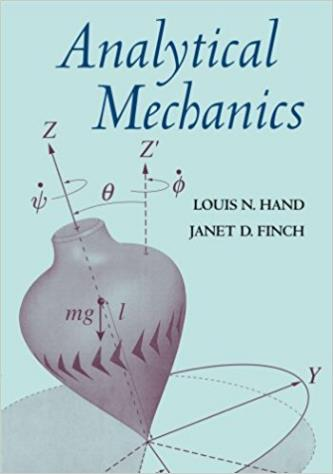 Analytical
Mechanics
Z
Z'
ψ̇
θ
φ̇
LOUIS N. HAND
JANET D. FINCH
mg
l
Y